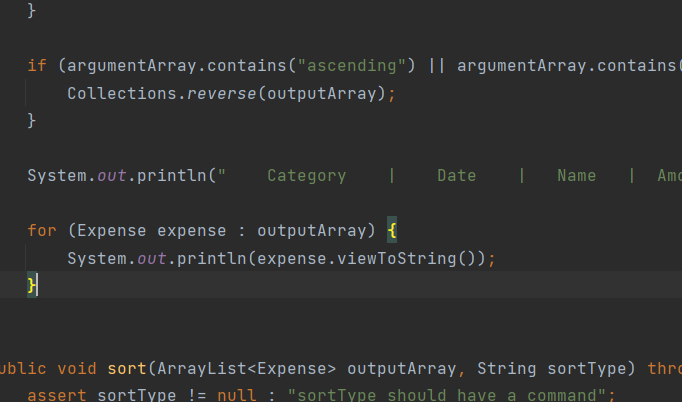 }
if (argumentArray.contains("ascending") || argumentArray.contains(
Collections.reverse(outputArray);
}
System.out.println("    Category    |    Date    |   Name   |  Amo
for (Expense expense : outputArray) {
System.out.println(expense.viewToString());
}
ublic void sort(ArrayList<Expense> outputArray, String sortType) thro
assert sortType != null : "sortType should have a command";